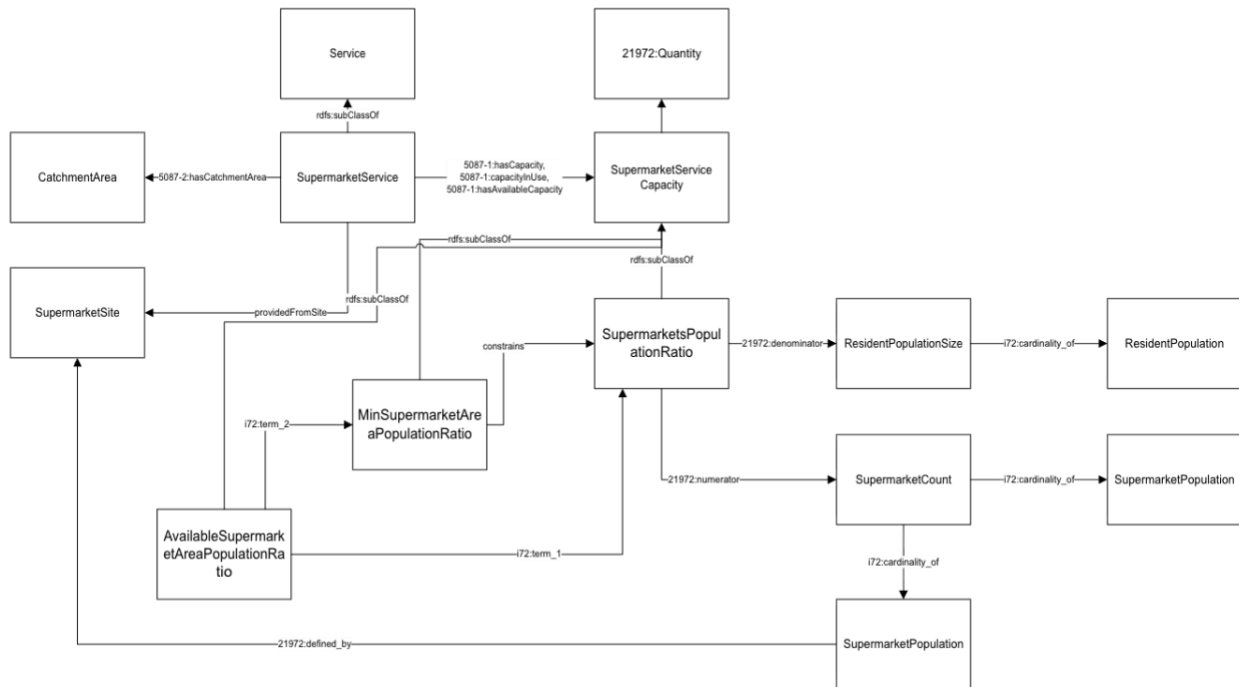 Service
21972:Quantity
rdfs:subClassOf
CatchmentArea
5087-2:hasCatchmentArea
SupermarketService
5087-1:hasCapacity,
5087-1:capacityInUse,
5087-1:hasAvailableCapacity
SupermarketService
Capacity
rdfs:subClassOf
rdfs:subClassOf
SupermarketSite
rdfs:subClassOf
providedFromSite
constrains
SupermarketsPopul
ationRatio
21972:denominator
ResidentPopulationSize
i72:cardinality_of
ResidentPopulation
i72:term_2
MinSupermarketAre
aPopulationRatio
21972:numerator
SupermarketCount
i72:cardinality_of
SupermarketPopulation
AvailableSupermark
etAreaPopulationRa
tio
i72:term_1
i72:cardinality_of
21972:defined_by
SupermarketPopulation